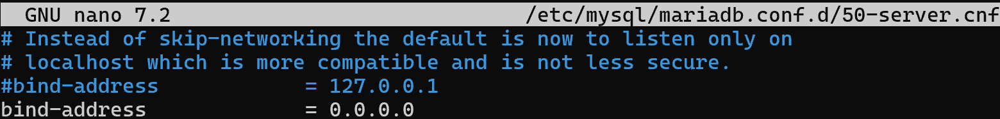 GNU nano 7.2 /etc/mysql/mariadb.conf.d/50-server.cnf
# Instead of skip-networking the default is now to listen only on
# localhost which is more compatible and is not less secure.
#bind-address = 127.0.0.1
bind-address = 0.0.0.0